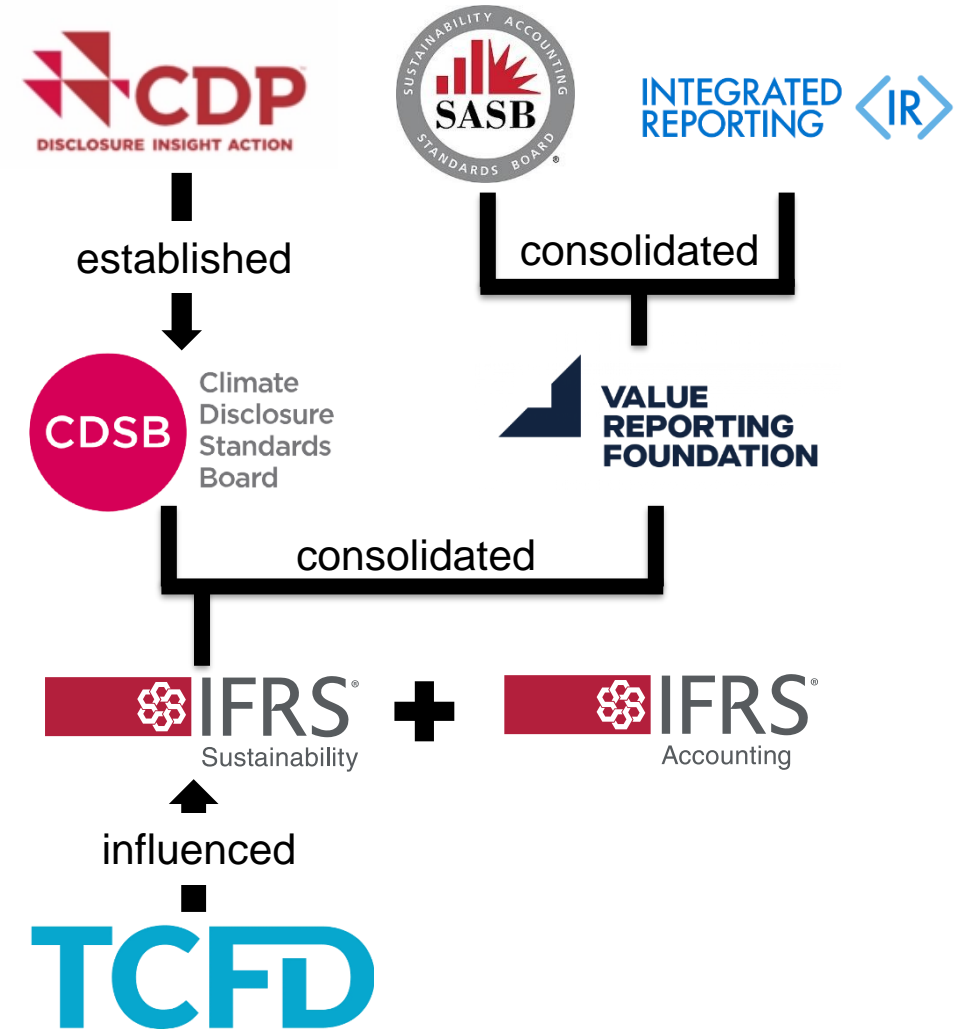 CDP
DISCLOSURE INSIGHT ACTION
SUSTAINABILITY ACCOUNTING
SASB
STANDARDS BOARD
®
INTEGRATED
REPORTING
<IR>
established
consolidated
CDSB
Climate
Disclosure
Standards
Board
VALUE
REPORTING
FOUNDATION
consolidated
IFRS®
Sustainability
IFRS®
Accounting
influenced
TCFD